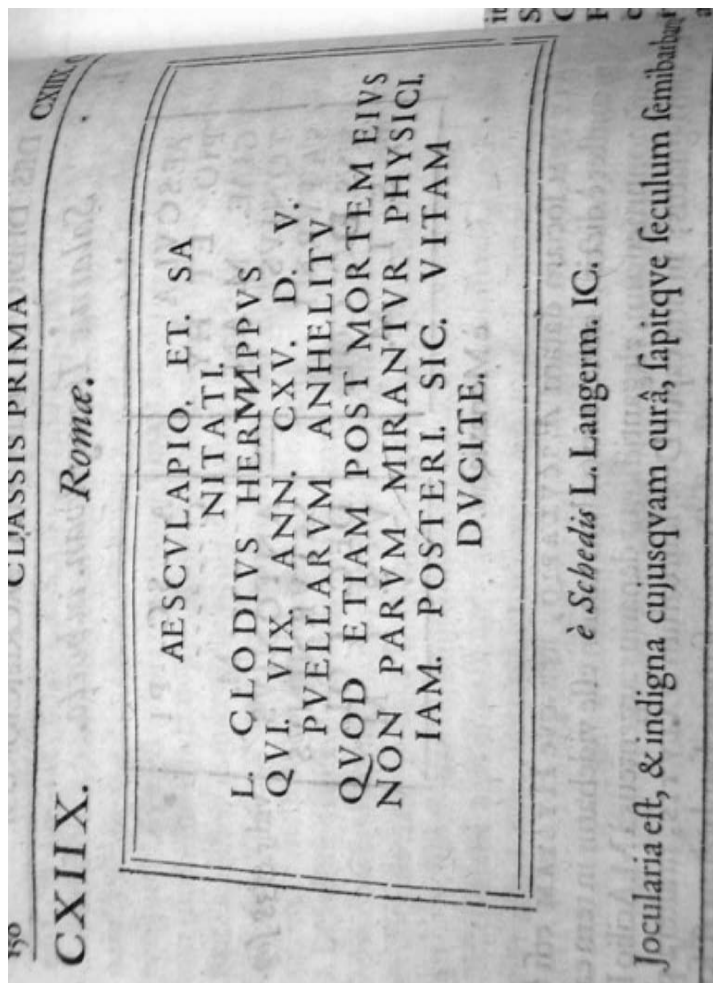 150 CLASSIS PRIMA
CXIIX. Romæ. CXIIX
AESCVLAPIO. ET. SA
NITATI.
L. CLODIVS HERMIPPVS
QVI. VIX. ANN. CXV. D. V.
PVELLARVM ANHELITV
QVOD ETIAM POST MORTEM EIVS
NON PARVM MIRANTVR PHYSICI.
IAM. POSTERI. SIC. VITAM
DVCITE.
è Schedis L. Langerm. IC.
Jocularia eſt, & indigna cujusqvam curâ, ſapitqve ſeculum ſemibarbarum